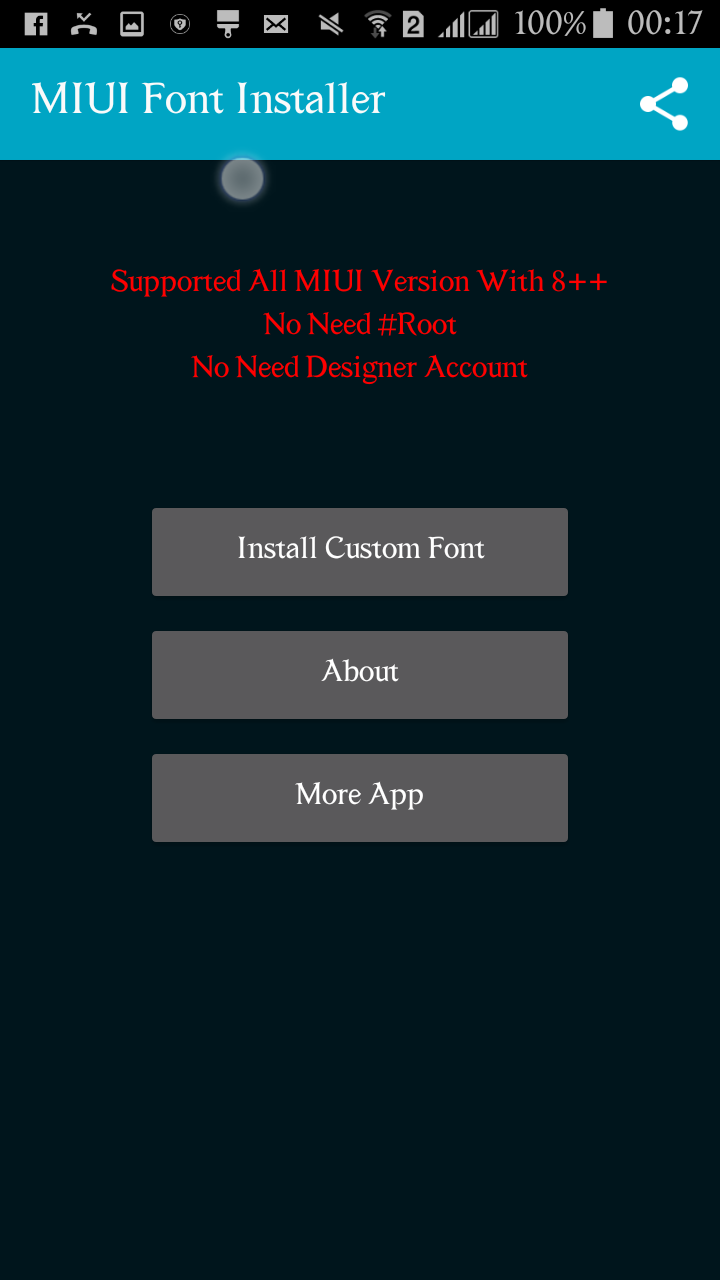 2 100% 00:17
MIUI Font Installer
Supported All MIUI Version With 8++
No Need #Root
No Need Designer Account
Install Custom Font
About
More App